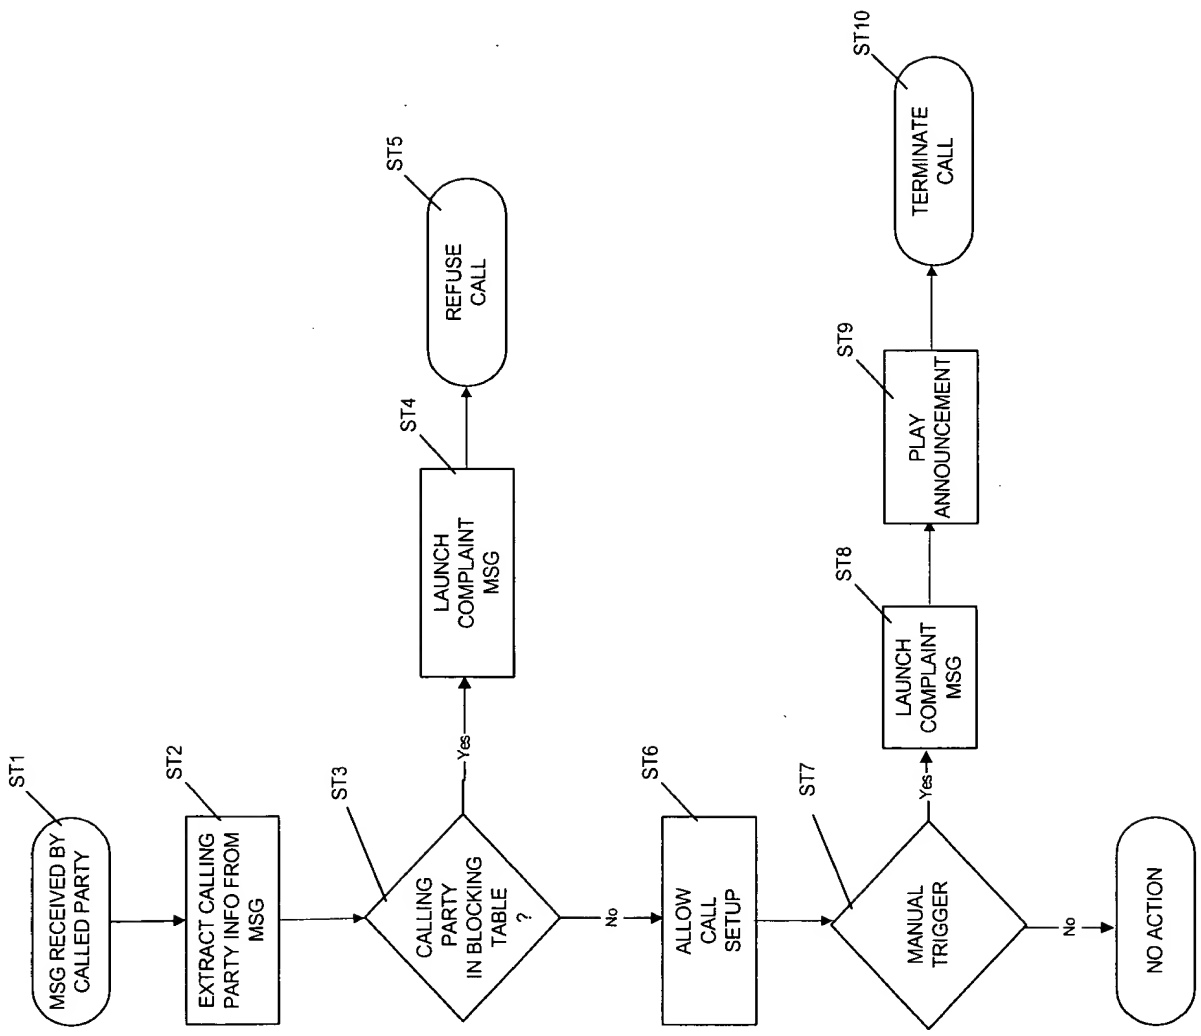 ST1
MSG RECEIVED BY
CALLED PARTY
ST2
EXTRACT CALLING
PARTY INFO FROM
MSG
ST3
CALLING
PARTY
IN BLOCKING
TABLE
?
Yes
ST4
LAUNCH
COMPLAINT
MSG
ST5
REFUSE
CALL
No
ST6
ALLOW
CALL
SETUP
ST7
MANUAL
TRIGGER
Yes
ST8
LAUNCH
COMPLAINT
MSG
ST9
PLAY
ANNOUNCEMENT
ST10
TERMINATE
CALL
No
NO ACTION